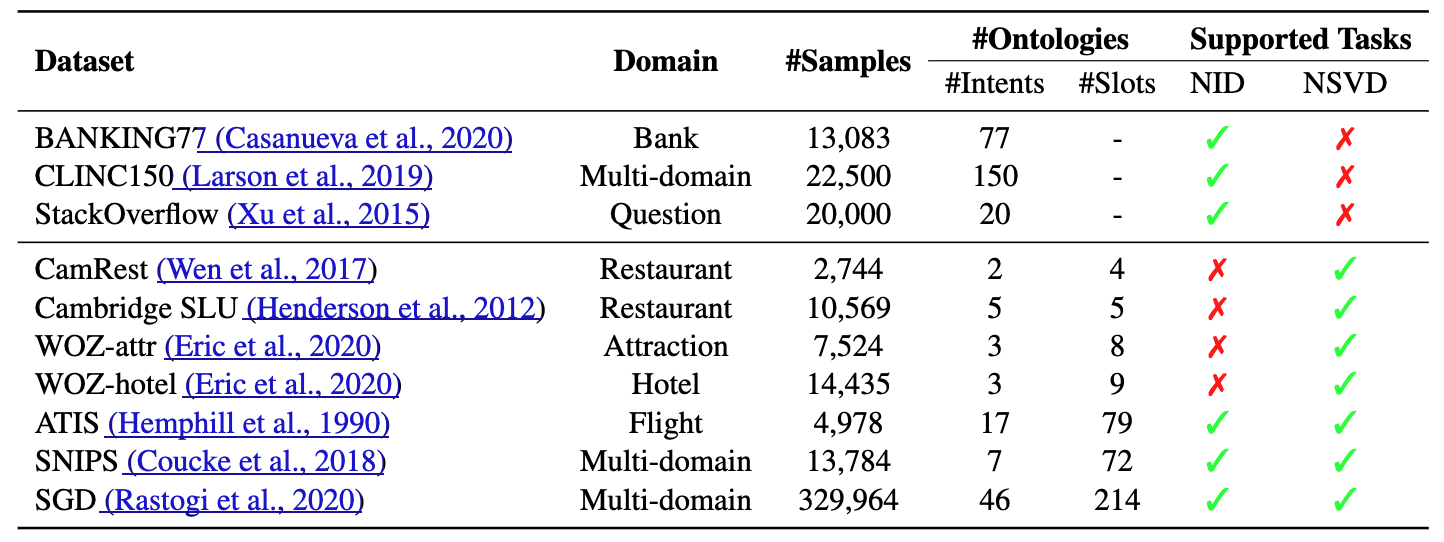 Dataset Domain #Samples #Ontologies Supported Tasks
#Intents #Slots NID NSVD
BANKING77 (Casanueva et al., 2020) Bank 13,083 77 - ✓ ✗
CLINC150 (Larson et al., 2019) Multi-domain 22,500 150 - ✓ ✗
StackOverflow (Xu et al., 2015) Question 20,000 20 - ✓ ✗
CamRest (Wen et al., 2017) Restaurant 2,744 2 4 ✗ ✓
Cambridge SLU (Henderson et al., 2012) Restaurant 10,569 5 5 ✗ ✓
WOZ-attr (Eric et al., 2020) Attraction 7,524 3 8 ✗ ✓
WOZ-hotel (Eric et al., 2020) Hotel 14,435 3 9 ✗ ✓
ATIS (Hemphill et al., 1990) Flight 4,978 17 79 ✓ ✓
SNIPS (Coucke et al., 2018) Multi-domain 13,784 7 72 ✓ ✓
SGD (Rastogi et al., 2020) Multi-domain 329,964 46 214 ✓ ✓